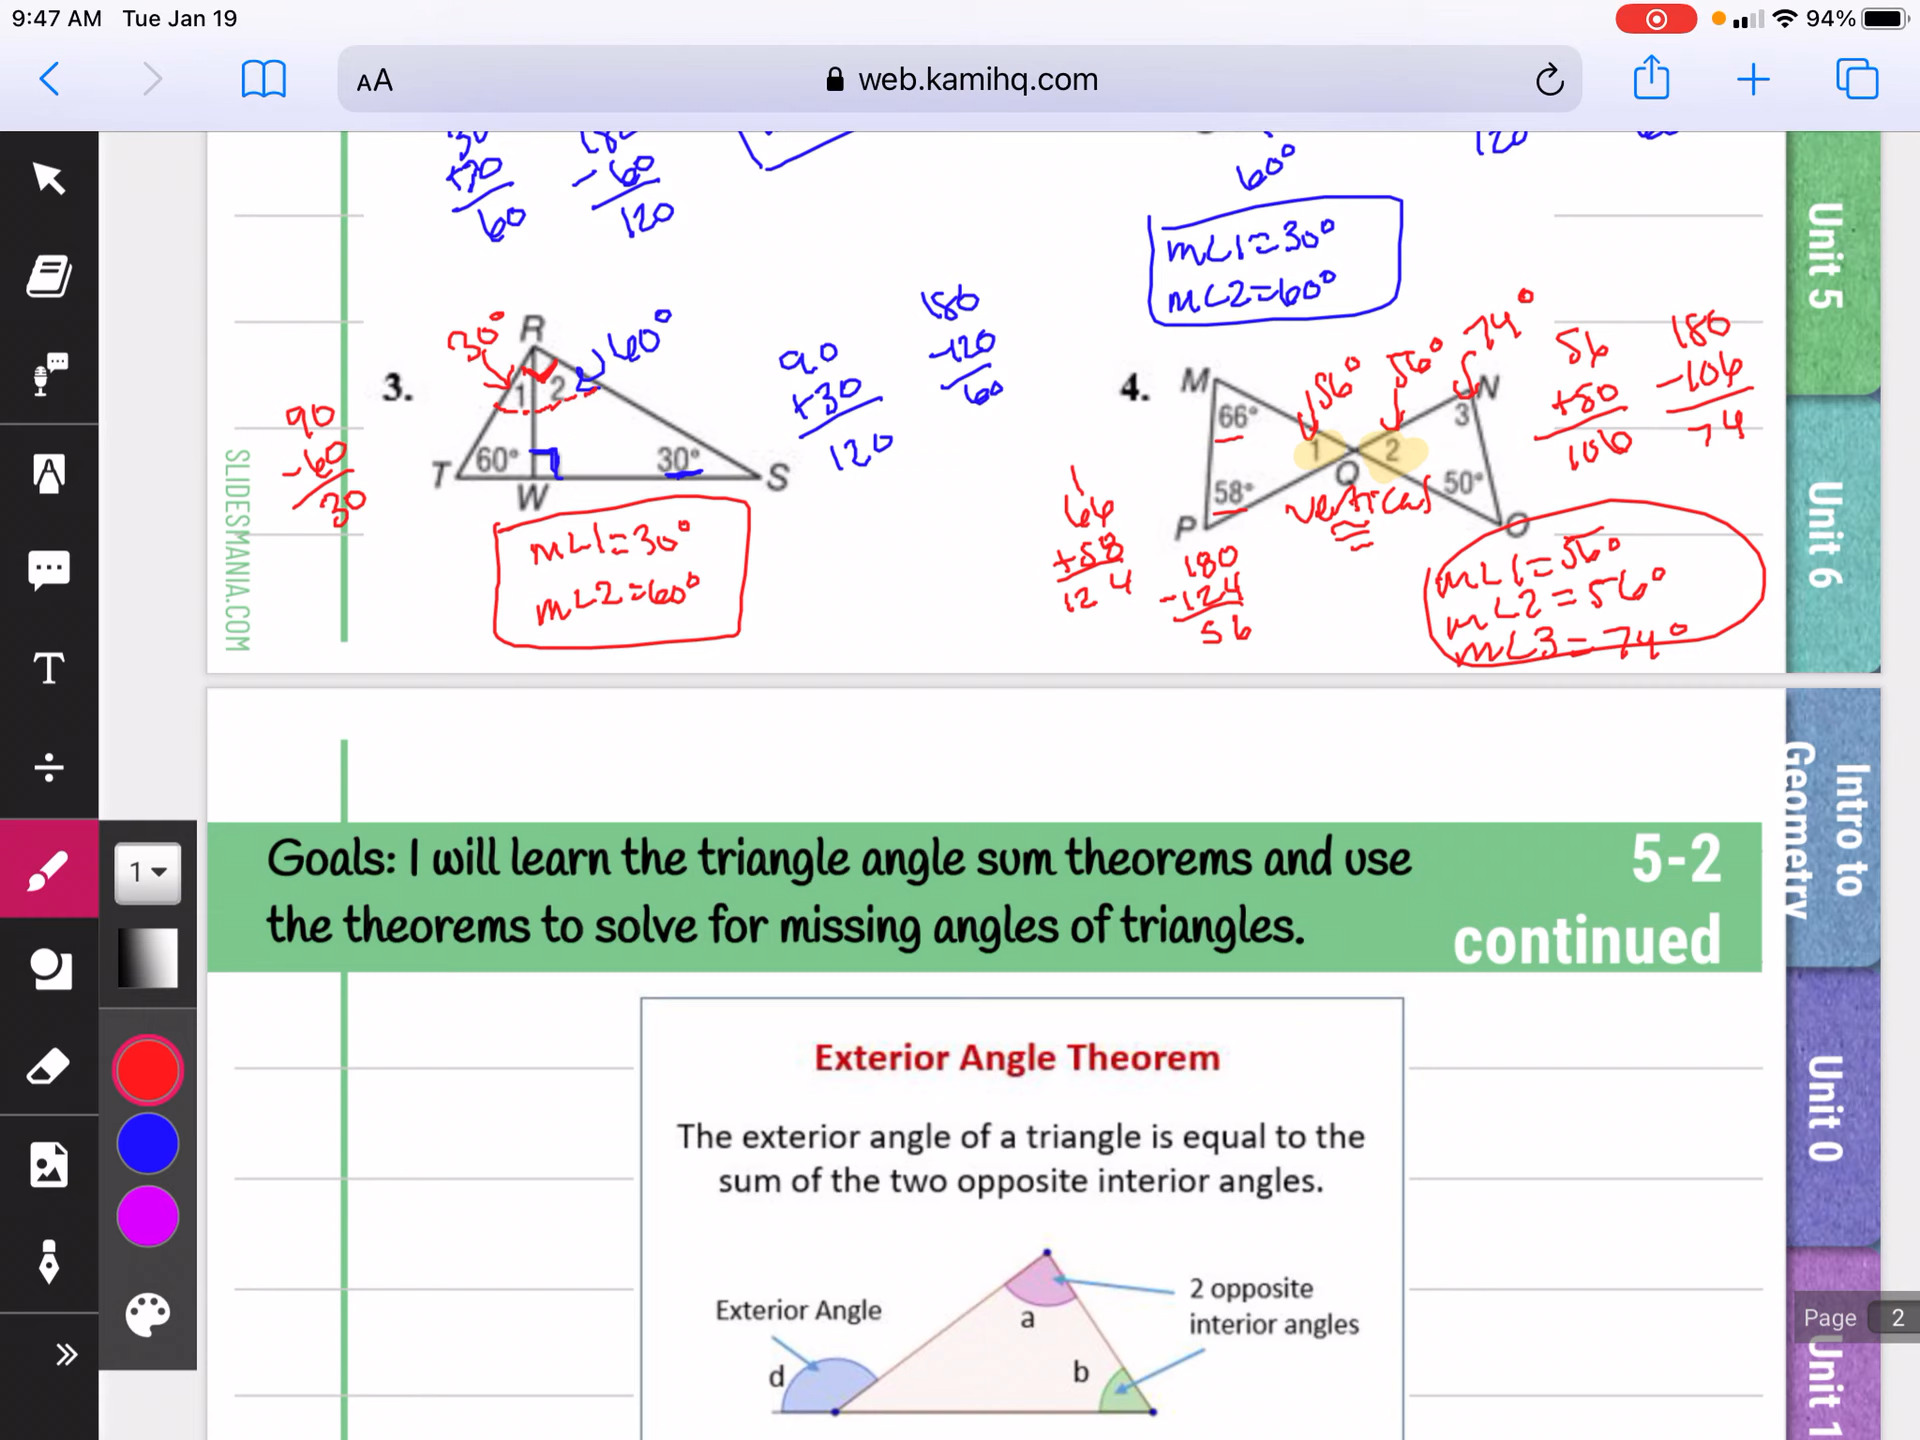 9:47 AM Tue Jan 19
94%
AA
web.kamihq.com
+30
60
- 60
120
60°
120
m∠1=30°
m∠2=60°
3.
30°
R
60°
1
2
T
60°
W
30°
S
90
-60
30
90
+30
120
180
-120
60
m∠1=30°
m∠2=60°
4.
M
66°
P
58°
1
2
Q
3
N
50°
O
56°
56°
74°
vertical
1
66
+58
124
180
-124
56
56
+50
106
180
-106
74
m∠1=56°
m∠2=56°
m∠3=74°
SLIDESMANIA.COM
Unit 5
Unit 6
Intro to
Geometry
Unit 0
Unit 1
Goals: I will learn the triangle angle sum theorems and use
the theorems to solve for missing angles of triangles.
5-2
continued
Exterior Angle Theorem
The exterior angle of a triangle is equal to the
sum of the two opposite interior angles.
Exterior Angle
d
a
b
2 opposite
interior angles
Page 2
T
1